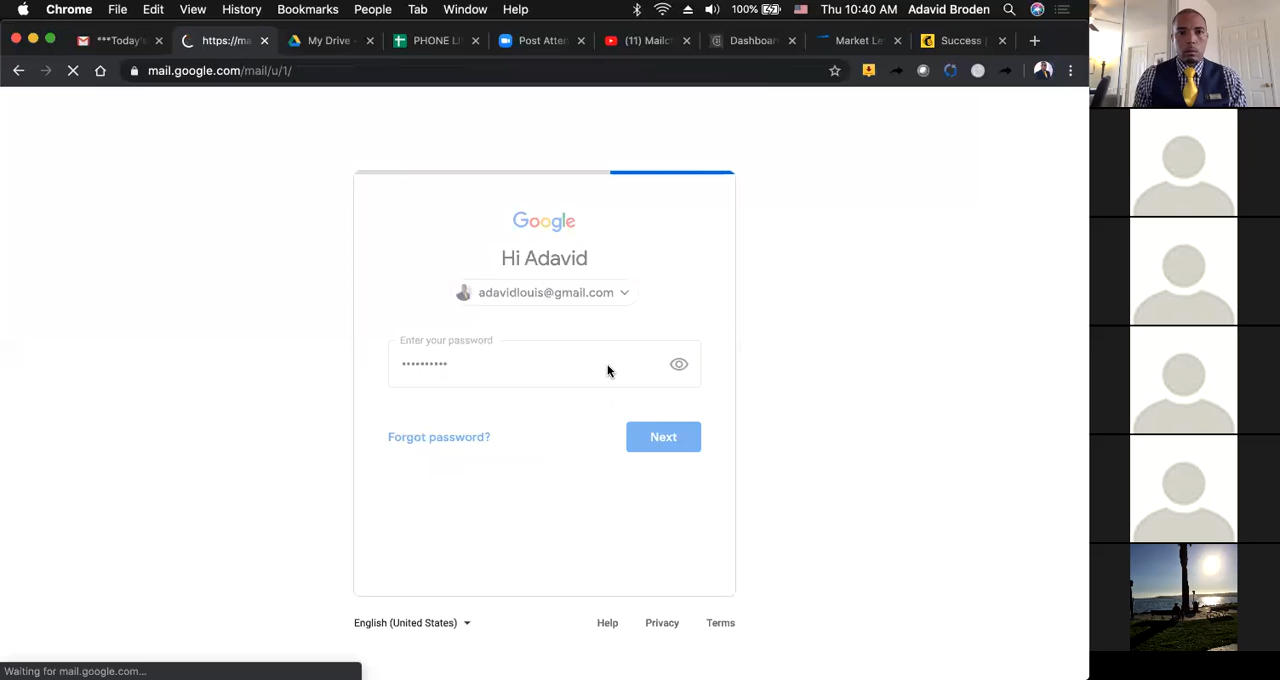 Chrome File Edit View History Bookmarks People Tab Window Help 100% Thu 10:40 AM Adavid Broden
***Today's https://ma My Drive - PHONE LI Post Atten (11) Mailc Dashboar Market Le Success |
mail.google.com/mail/u/1/
Google
Hi Adavid
adavidlouis@gmail.com
Enter your password
Forgot password? Next
English (United States) Help Privacy Terms
Waiting for mail.google.com...